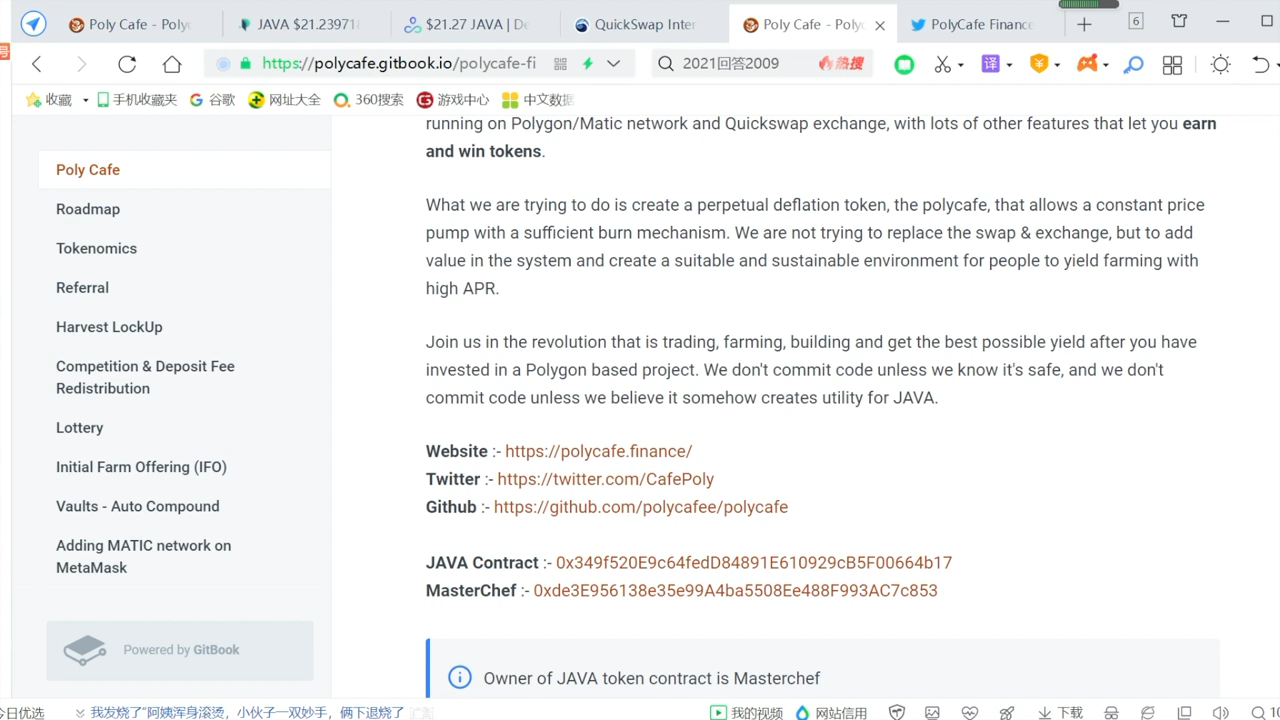 Poly Cafe - Poly
JAVA $21.23971
$21.27 JAVA | De
QuickSwap Inter
Poly Cafe - Poly
PolyCafe Finance
6
https://polycafe.gitbook.io/polycafe-fi
2021回答2009
热搜
译
收藏
手机收藏夹
谷歌
网址大全
360搜索
游戏中心
中文数据
running on Polygon/Matic network and Quickswap exchange, with lots of other features that let you earn
and win tokens.
What we are trying to do is create a perpetual deflation token, the polycafe, that allows a constant price
pump with a sufficient burn mechanism. We are not trying to replace the swap & exchange, but to add
value in the system and create a suitable and sustainable environment for people to yield farming with
high APR.
Join us in the revolution that is trading, farming, building and get the best possible yield after you have
invested in a Polygon based project. We don't commit code unless we know it's safe, and we don't
commit code unless we believe it somehow creates utility for JAVA.
Website :- https://polycafe.finance/
Twitter :- https://twitter.com/CafePoly
Github :- https://github.com/polycafee/polycafe
JAVA Contract :- 0x349f520E9c64fedD84891E610929cB5F00664b17
MasterChef :- 0xde3E956138e35e99A4ba5508Ee488F993AC7c853
Owner of JAVA token contract is Masterchef
Poly Cafe
Roadmap
Tokenomics
Referral
Harvest LockUp
Competition & Deposit Fee
Redistribution
Lottery
Initial Farm Offering (IFO)
Vaults - Auto Compound
Adding MATIC network on
MetaMask
Powered by GitBook
今日优选
我发烧了“阿姨浑身滚烫，小伙子一双妙手，俩下退烧了
我的视频
网站信用
下载
10